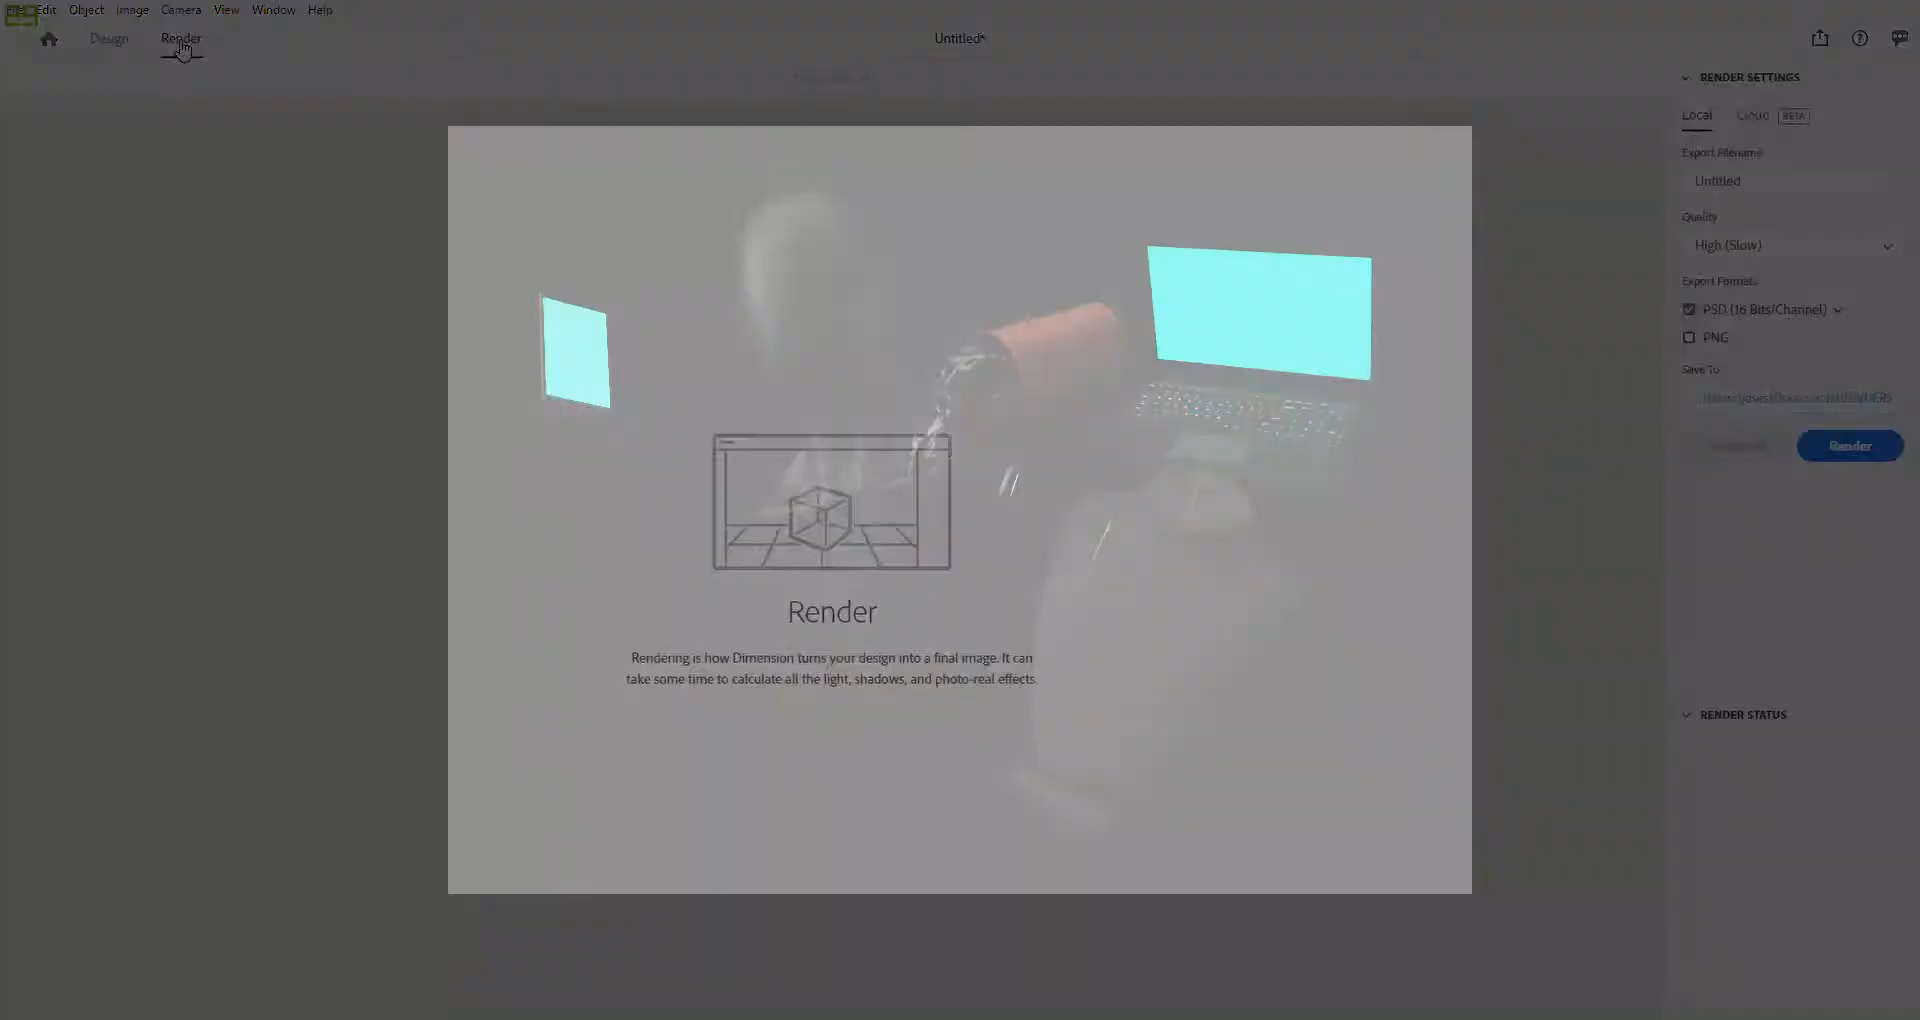 File Edit Object Image Camera View Window Help
Design Render Untitled*
RENDER SETTINGS
Local Cloud BETA
Export Filename
Untitled
Quality
High (Slow)
Export Formats
PSD (16 Bits/Channel)
PNG
Save To
Render
Render
Rendering is how Dimension turns your design into a final image. It can
take some time to calculate all the light, shadows, and photo-real effects.
RENDER STATUS